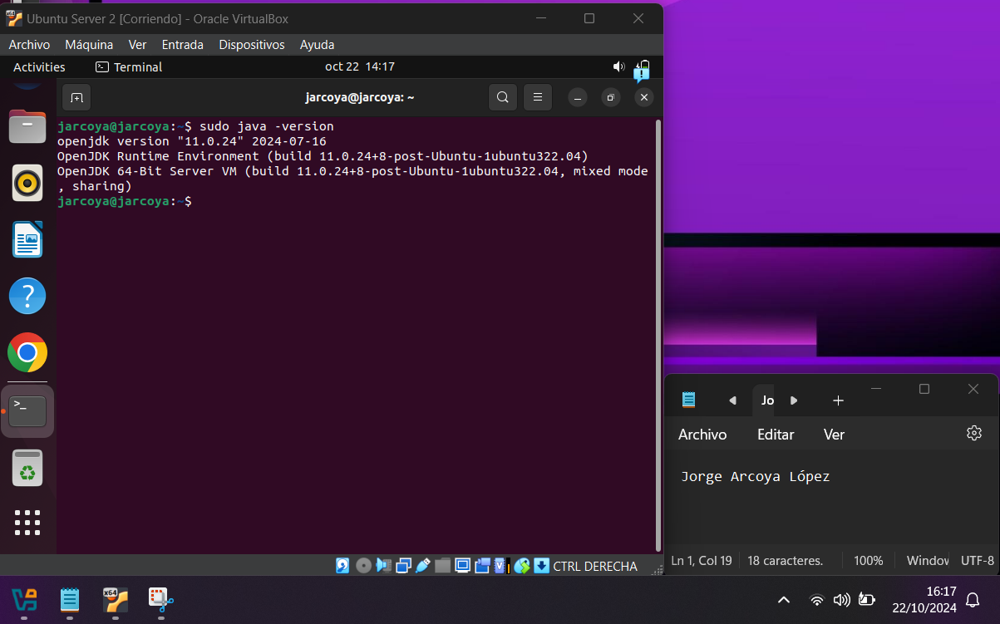 Ubuntu Server 2 [Corriendo] - Oracle VirtualBox
Archivo Máquina Ver Entrada Dispositivos Ayuda
Activities Terminal oct 22 14:17
jarcoya@jarcoya: ~
jarcoya@jarcoya:~$ sudo java -version
openjdk version "11.0.24" 2024-07-16
OpenJDK Runtime Environment (build 11.0.24+8-post-Ubuntu-1ubuntu322.04)
OpenJDK 64-Bit Server VM (build 11.0.24+8-post-Ubuntu-1ubuntu322.04, mixed mode
, sharing)
jarcoya@jarcoya:~$
CTRL DERECHA
Jo
Archivo Editar Ver
Jorge Arcoya López
Ln 1, Col 19 18 caracteres. 100% Window UTF-8
x64
16:17
22/10/2024